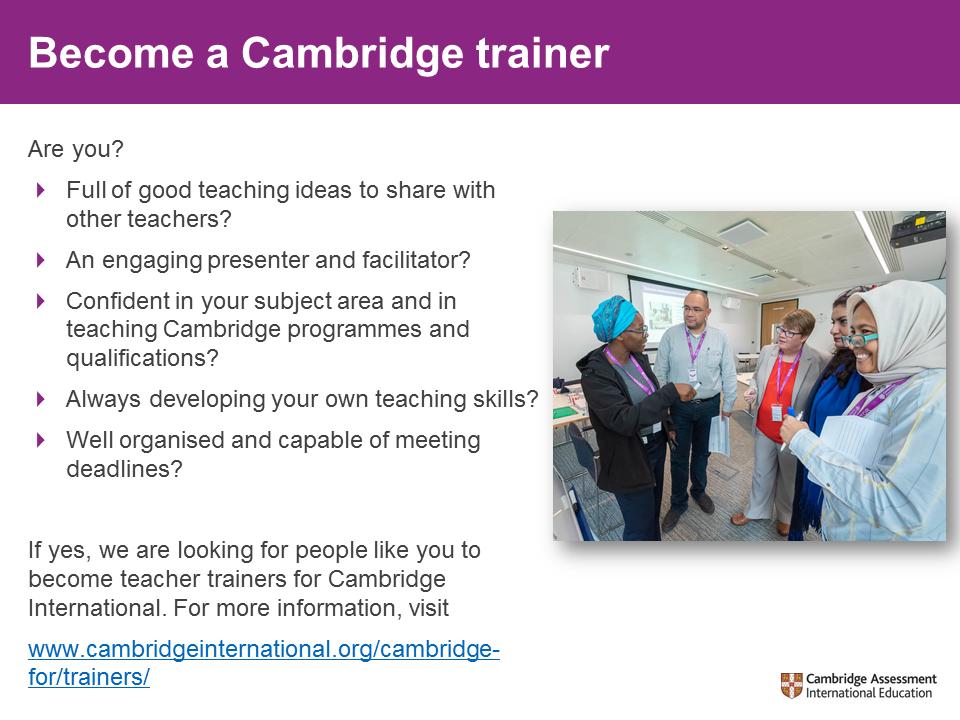 Become a Cambridge trainer
Are you?
Full of good teaching ideas to share with
other teachers?
An engaging presenter and facilitator?
Confident in your subject area and in
teaching Cambridge programmes and
qualifications?
Always developing your own teaching skills?
Well organised and capable of meeting
deadlines?
If yes, we are looking for people like you to
become teacher trainers for Cambridge
International. For more information, visit
www.cambridgeinternational.org/cambridge-
for/trainers/
Cambridge Assessment
International Education